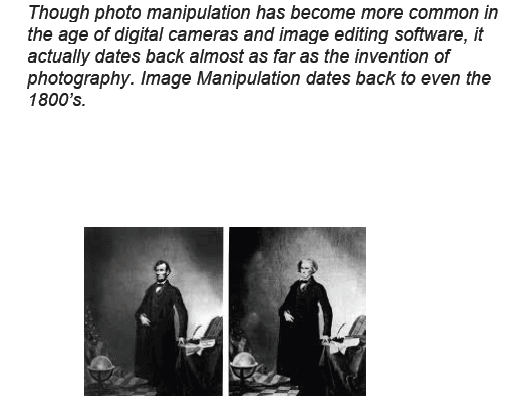 Though photo manipulation has become more common in
the age of digital cameras and image editing software, it
actually dates back almost as far as the invention of
photography. Image Manipulation dates back to even the
1800's.